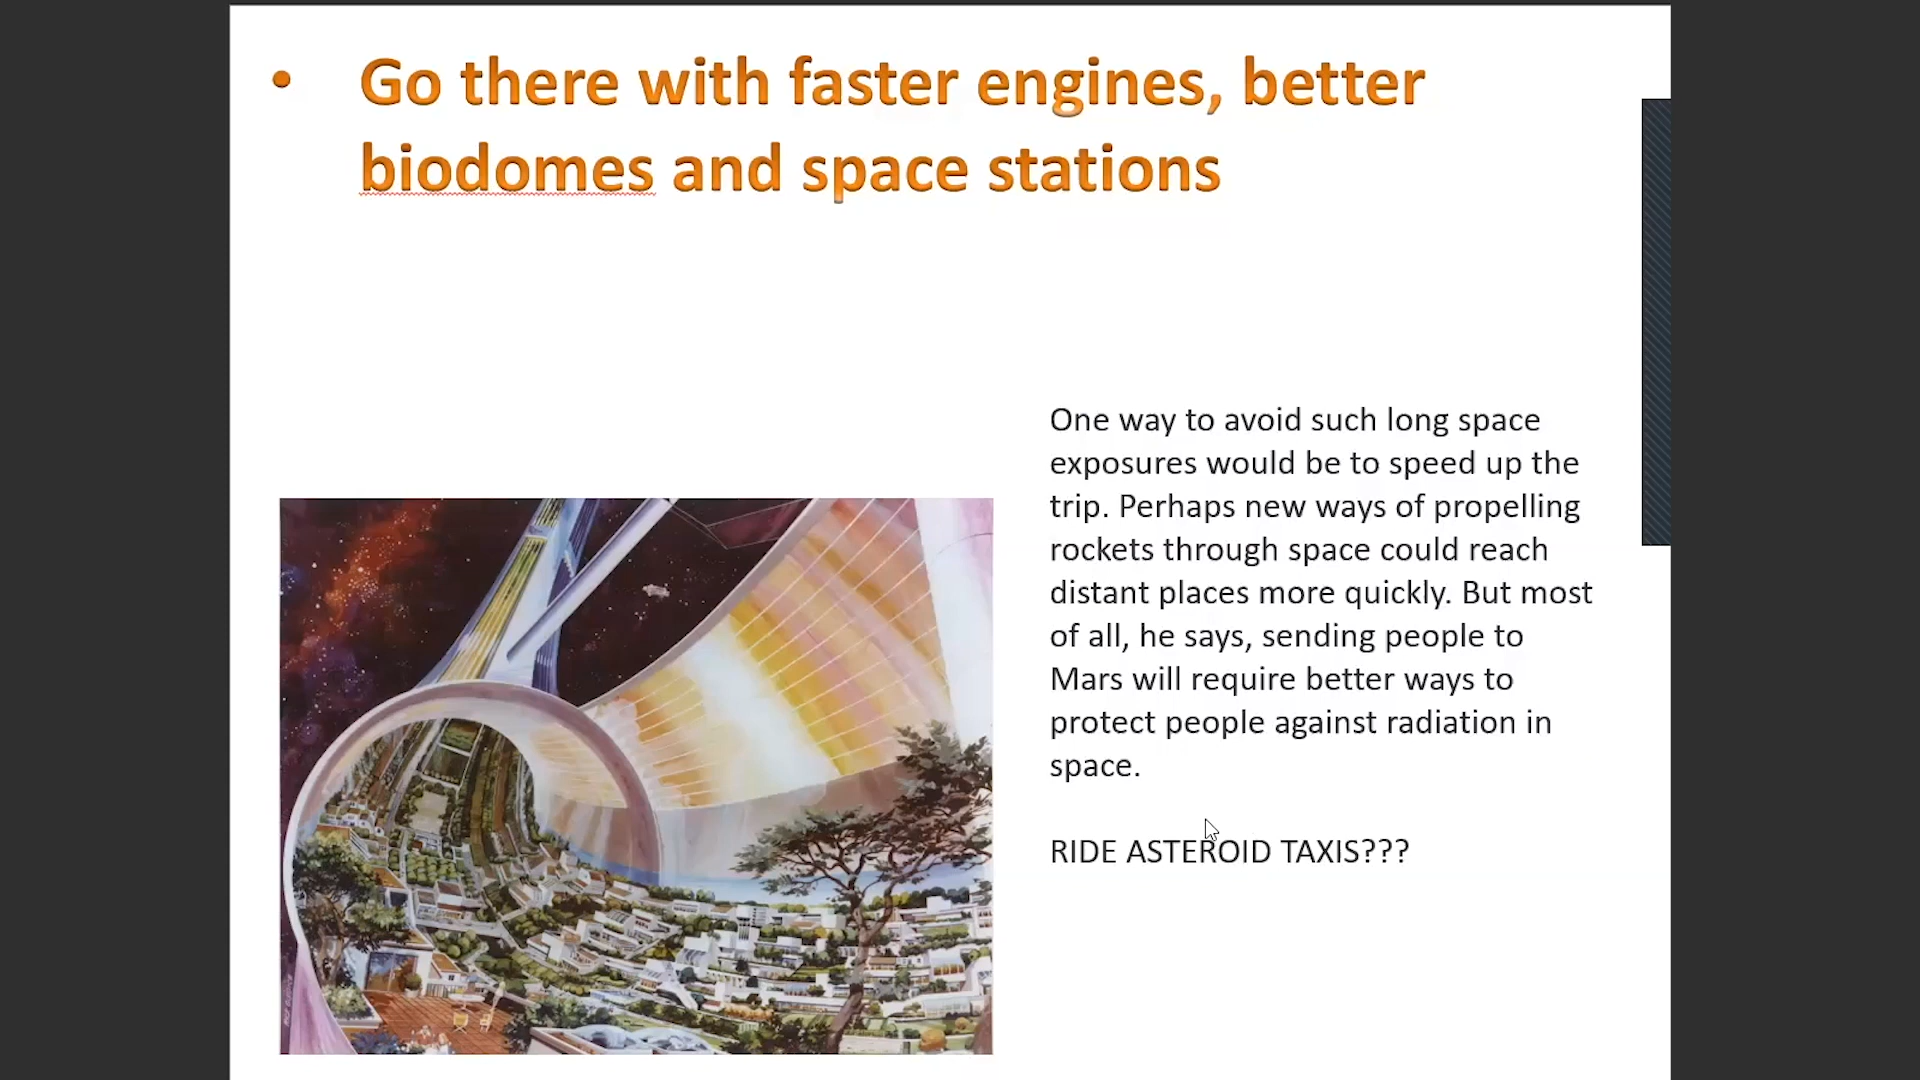 • Go there with faster engines, better
biodomes and space stations
One way to avoid such long space
exposures would be to speed up the
trip. Perhaps new ways of propelling
rockets through space could reach
distant places more quickly. But most
of all, he says, sending people to
Mars will require better ways to
protect people against radiation in
space.
RIDE ASTEROID TAXIS???